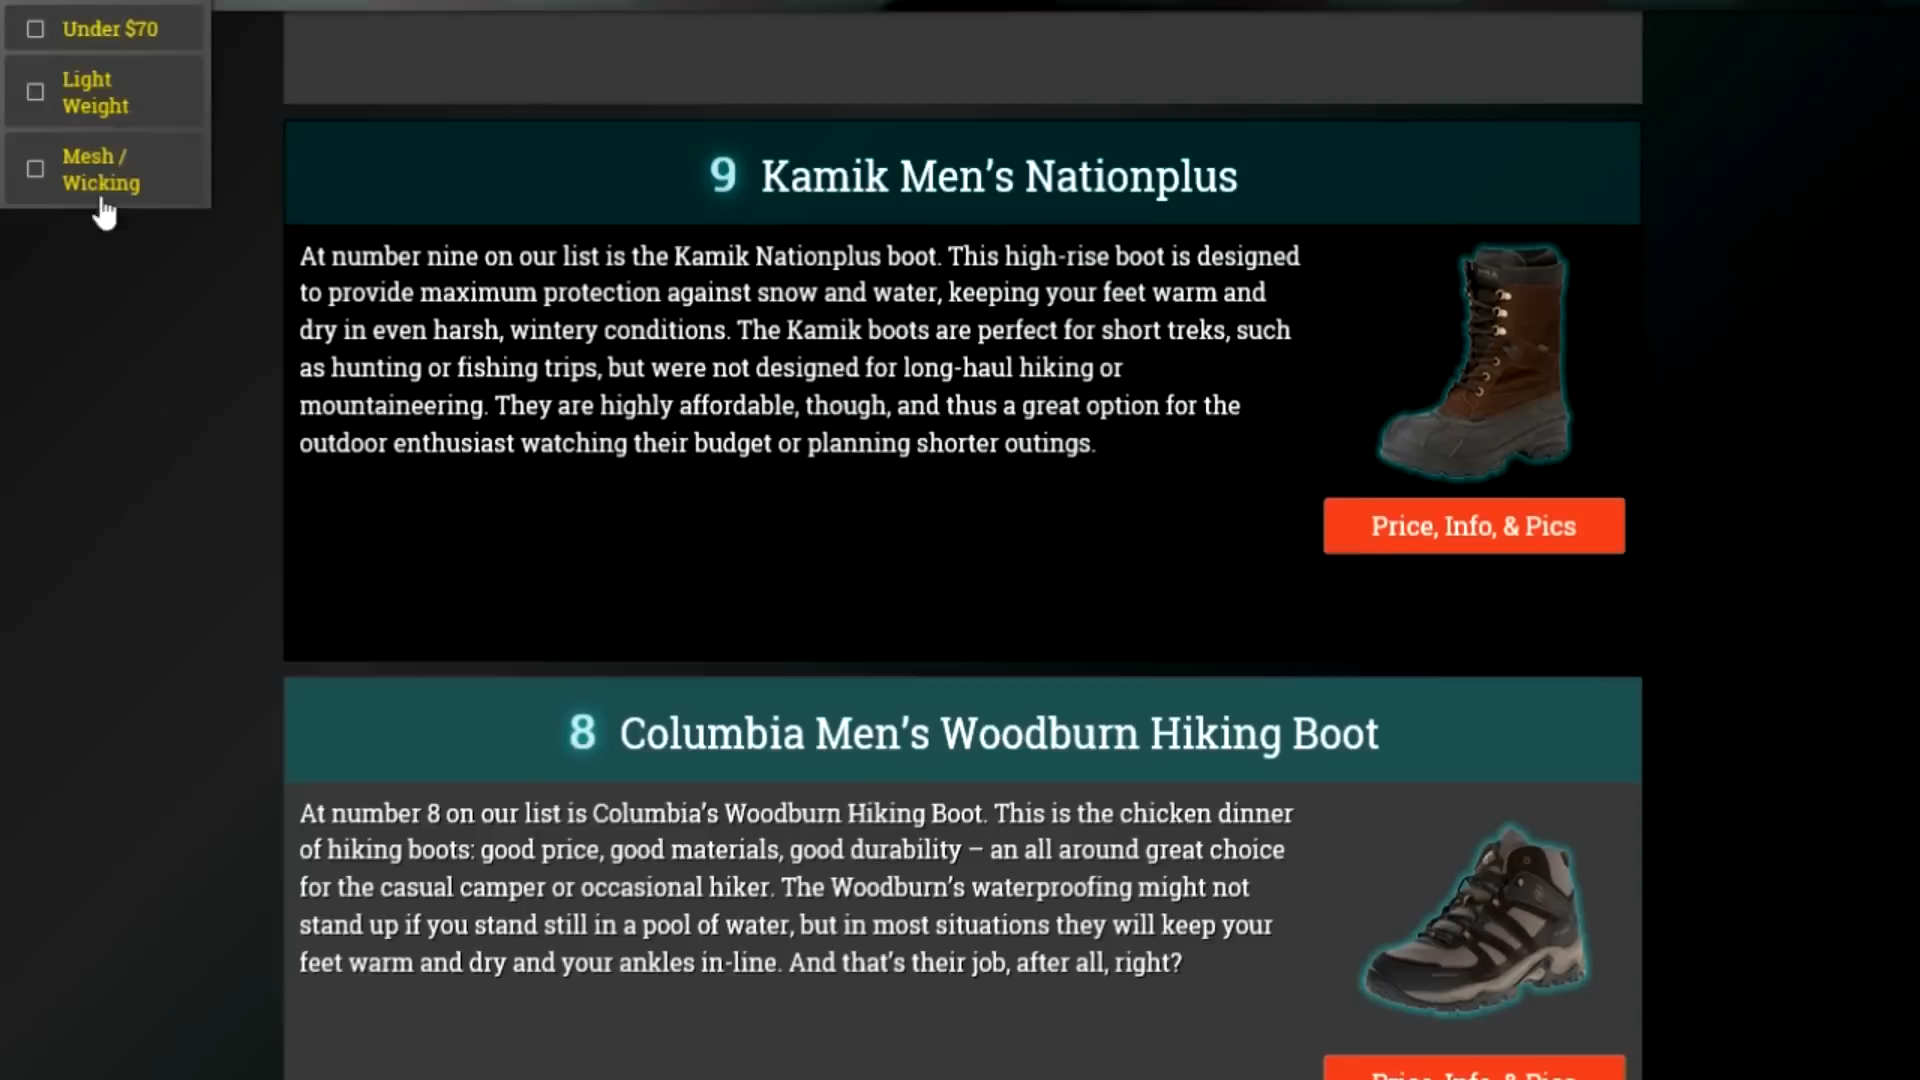 Under $70
Light
Weight
Mesh /
Wicking
9 Kamik Men’s Nationplus
At number nine on our list is the Kamik Nationplus boot. This high-rise boot is designed
to provide maximum protection against snow and water, keeping your feet warm and
dry in even harsh, wintery conditions. The Kamik boots are perfect for short treks, such
as hunting or fishing trips, but were not designed for long-haul hiking or
mountaineering. They are highly affordable, though, and thus a great option for the
outdoor enthusiast watching their budget or planning shorter outings.
Price, Info, & Pics
8 Columbia Men’s Woodburn Hiking Boot
At number 8 on our list is Columbia’s Woodburn Hiking Boot. This is the chicken dinner
of hiking boots: good price, good materials, good durability – an all around great choice
for the casual camper or occasional hiker. The Woodburn’s waterproofing might not
stand up if you stand still in a pool of water, but in most situations they will keep your
feet warm and dry and your ankles in-line. And that’s their job, after all, right?
Price, Info, & Pics